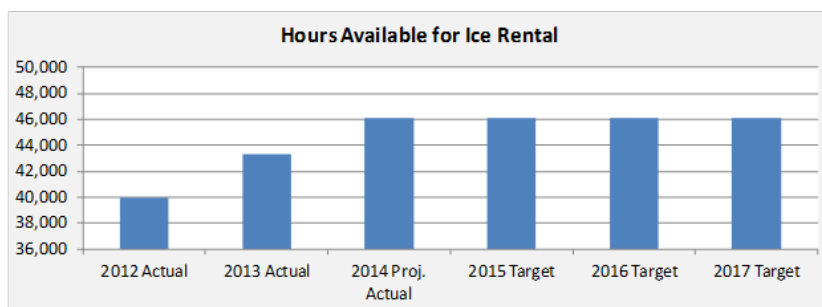 Hours Available for Ice Rental
50,000
48,000
46,000
44,000
42,000
40,000
38,000
36,000
2012 Actual 2013 Actual 2014 Proj. 2015 Target 2016 Target 2017 Target
Actual